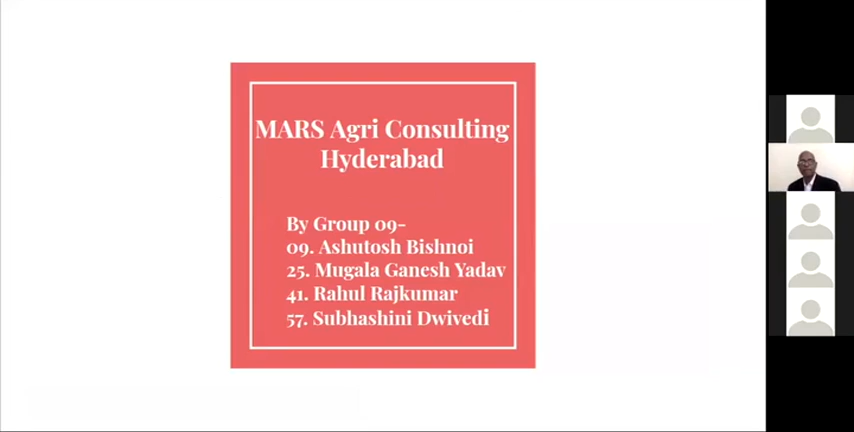 MARS Agri Consulting
Hyderabad
By Group 09-
09. Ashutosh Bishnoi
25. Mugala Ganesh Yadav
41. Rahul Rajkumar
57. Subhashini Dwivedi